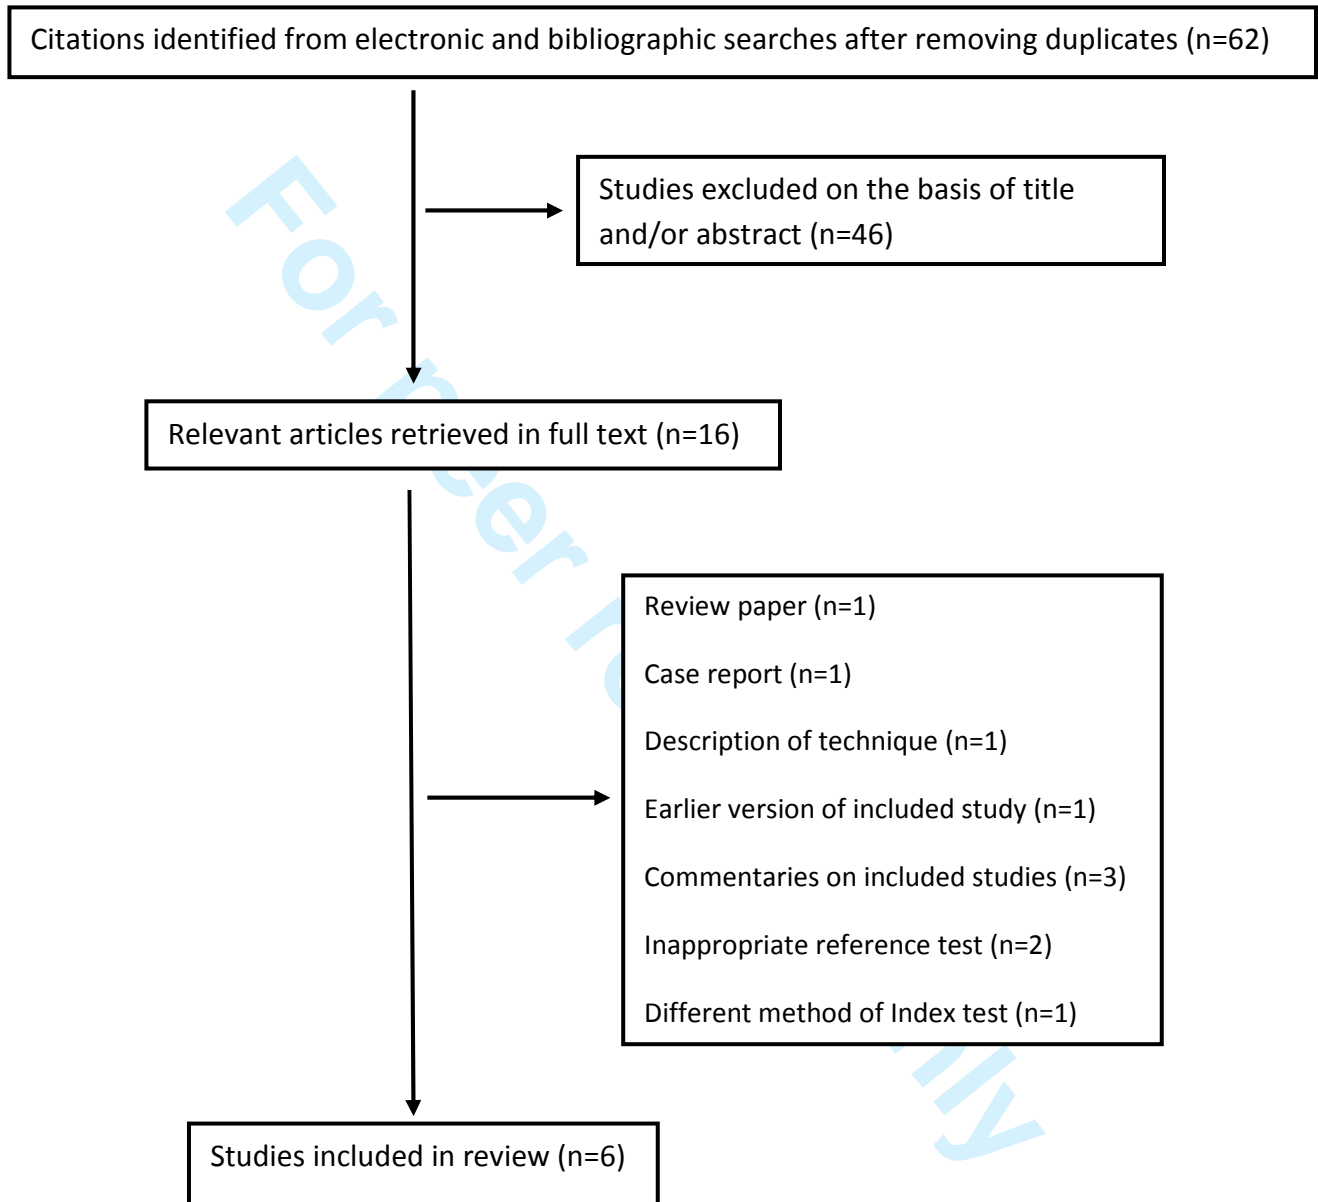 Citations identified from electronic and bibliographic searches after removing duplicates (n=62)
Studies excluded on the basis of title
and/or abstract (n=46)
Relevant articles retrieved in full text (n=16)
Review paper (n=1)
Case report (n=1)
Description of technique (n=1)
Earlier version of included study (n=1)
Commentaries on included studies (n=3)
Inappropriate reference test (n=2)
Different method of Index test (n=1)
Studies included in review (n=6)
For peer